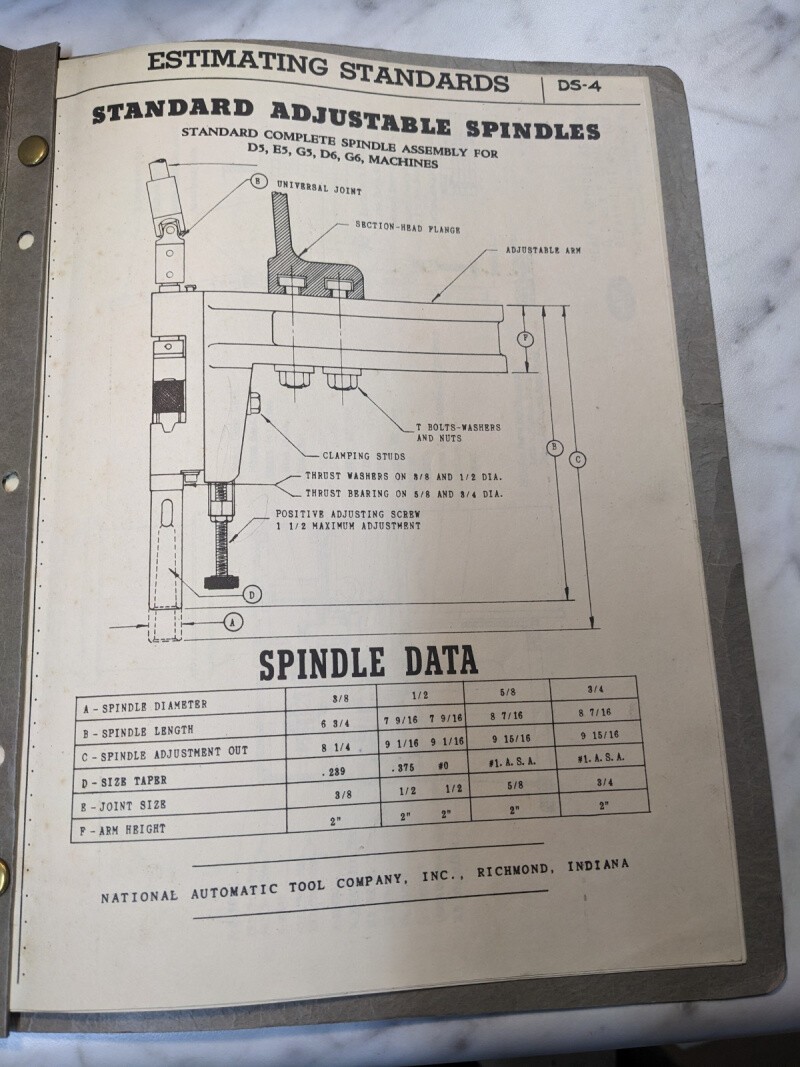 ESTIMATING STANDARDS | DS-4
STANDARD ADJUSTABLE SPINDLES
STANDARD COMPLETE SPINDLE ASSEMBLY FOR
D5, E5, G5, D6, G6, MACHINES
E UNIVERSAL JOINT
SECTION-HEAD FLANGE
ADJUSTABLE ARM
F
T BOLTS-WASHERS
AND NUTS
B
C
CLAMPING STUDS
THRUST WASHERS ON 3/8 AND 1/2 DIA.
THRUST BEARING ON 5/8 AND 3/4 DIA.
POSITIVE ADJUSTING SCREW
1 1/2 MAXIMUM ADJUSTMENT
D
A
SPINDLE DATA
A - SPINDLE DIAMETER 3/8 1/2 5/8 3/4
B - SPINDLE LENGTH 6 3/4 7 9/16 7 9/16 8 7/16 8 7/16
C - SPINDLE ADJUSTMENT OUT 8 1/4 9 1/16 9 1/16 9 15/16 9 15/16
D - SIZE TAPER .239 .375 #0 #1. A. S. A. #1. A. S. A.
E - JOINT SIZE 3/8 1/2 1/2 5/8 3/4
F - ARM HEIGHT 2" 2" 2" 2" 2"
NATIONAL AUTOMATIC TOOL COMPANY, INC., RICHMOND, INDIANA